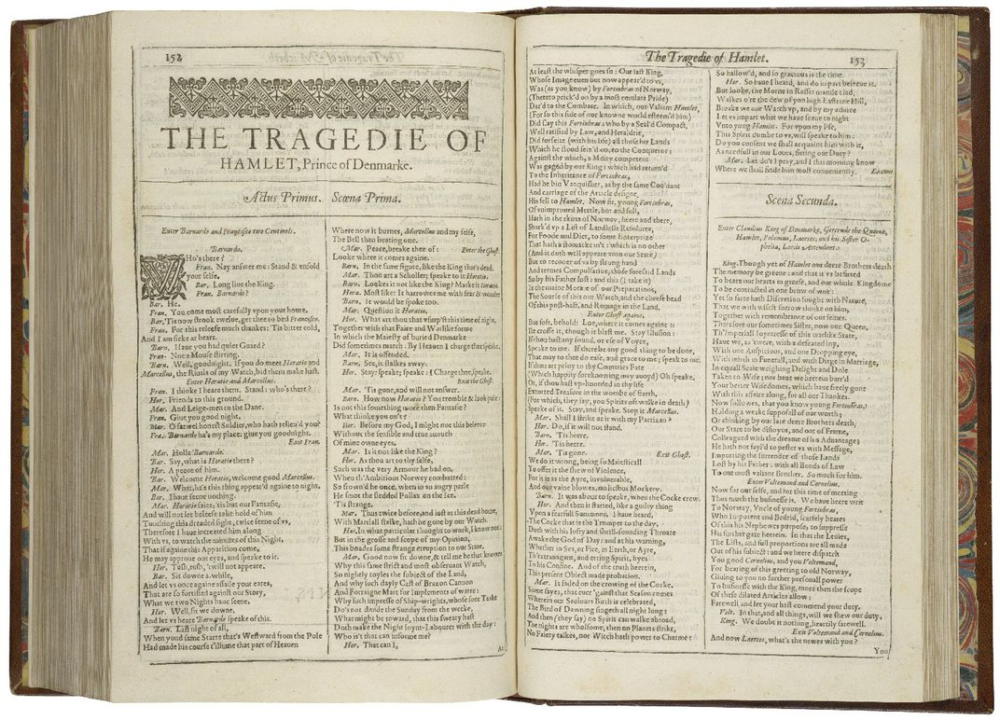 152
THE TRAGEDIE OF
HAMLET, Prince of Denmarke.
Actus Primus. Scœna Prima.
Enter Barnardo and Francisco two Centinels.
Barnardo.
Who's there?
Fran. Nay answer me: Stand & vnfold
your selfe.
Bar. Long liue the King.
Fran. Barnardo?
Bar. He.
Fran. You come most carefully vpon your houre.
Bar. 'Tis now strook twelue, get thee to bed Francisco.
Fran. For this releefe much thankes: 'Tis bitter cold,
And I am sicke at heart.
Barn. Haue you had quiet Guard?
Fran. Not a Mouse stirring.
Barn. Well, goodnight. If you do meet Horatio and
Marcellus, the Riuals of my Watch, bid them make hast.
Enter Horatio and Marcellus.
Fran. I thinke I heare them. Stand: who's there?
Hor. Friends to this ground.
Mar. And Leige-men to the Dane.
Fran. Giue you good night.
Mar. O farwel honest Soldier, who hath relieu'd you?
Fra. Barnardo ha's my place: giue you goodnight.
Exit Fran.
Mar. Holla Barnardo.
Bar. Say, what is Horatio there?
Hor. A peece of him.
Bar. Welcome Horatio, welcome good Marcellus.
Mar. What, ha's this thing appear'd againe to night.
Bar. I haue seene nothing.
Mar. Horatio saies, 'tis but our Fantasie,
And will not let beleefe take hold of him
Touching this dreaded sight, twice seene of vs,
Therefore I haue intreated him along
With vs, to watch the minutes of this Night,
That if againe this Apparition come,
He may approue our eyes, and speake to it.
Hor. Tush, tush, 'twill not appeare.
Bar. Sit downe a-while,
And let vs once againe assaile your eares,
That are so fortified against our Story,
What we two Nights haue seene.
Hor. Well, sit we downe,
And let vs heare Barnardo speake of this.
Barn. Last night of all,
When yond same Starre that's Westward from the Pole
Had made his course t'illume that part of Heauen
Where now it burnes, Marcellus and my selfe,
The Bell then beating one.
Mar. Peace, breake thee of: Enter the Ghost.
Looke where it comes againe.
Barn. In the same figure, like the King that's dead.
Mar. Thou art a Scholler; speake to it Horatio.
Barn. Lookes it not like the King? Marke it Horatio.
Hora. Most like: It harrowes me with fear & wonder
Barn. It would be spoke too.
Mar. Question it Horatio.
Hor. What art thou that vsurp'st this time of night,
Together with that Faire and Warlike forme
In which the Maiesty of buried Denmarke
Did sometimes march: By Heauen I charge thee speake.
Mar. It is offended.
Barn. See, it stalkes away.
Hor. Stay: speake; speake: I Charge thee, speake.
Exit the Ghost.
Mar. 'Tis gone, and will not answer.
Barn. How now Horatio? You tremble & look pale:
Is not this something more then Fantasie?
What thinke you on't?
Hor. Before my God, I might not this beleeue
Without the sensible and true auouch
Of mine owne eyes.
Mar. Is it not like the King?
Hor. As thou art to thy selfe,
Such was the very Armour he had on,
When th'Ambitious Norwey combatted:
So frown'd he once, when in an angry parle
He smot the sledded Pollax on the Ice.
'Tis strange.
Mar. Thus twice before, and iust at this dead houre,
With Martiall stalke, hath he gone by our Watch.
Hor. In what particular thought to work, I know not:
But in the grosse and scope of my Opinion,
This boades some strange erruption to our State.
Mar. Good now sit downe, & tell me he that knowes
Why this same strict and most obseruant Watch,
So nightly toyles the subiect of the Land,
And why such dayly Cast of Brazon Cannon
And Forraigne Mart for Implements of warre:
Why such impresse of Ship-wrights, whose sore Taske
Do's not diuide the Sunday from the weeke,
What might be toward, that this sweaty hast
Doth make the Night ioynt-Labourer with the day:
Who is't that can informe me?
Hor. That can I,
At
The Tragedie of Hamlet. 153
At least the whisper goes so: Our last King,
Whose Image euen but now appear'd to vs,
Was (as you know) by Fortinbras of Norway,
(Thereto prick'd on by a most emulate Pride)
Dar'd to the Combate. In which, our Valiant Hamlet,
(For so this side of our knowne world esteem'd him)
Did slay this Fortinbras: who by a Seal'd Compact,
Well ratified by Law, and Heraldrie,
Did forfeite (with his life) all those his Lands
Which he stood seiz'd on, to the Conqueror:
Against the which, a Moity competent
Was gaged by our King: which had return'd
To the Inheritance of Fortinbras,
Had he bin Vanquisher, as by the same Cou'nant
And carriage of the Article designe,
His fell to Hamlet. Now sir, young Fortinbras,
Of vnimproued Mettle, hot and full,
Hath in the skirts of Norway, heere and there,
Shark'd vp a List of Landlesse Resolutes,
For Foode and Diet, to some Enterprize
That hath a stomacke in't: which is no other
(And it doth well appeare vnto our State)
But to recouer of vs by strong hand
And termes Compulsatiue, those foresaid Lands
So by his Father lost: and this (I take it)
Is the maine Motiue of our Preparations,
The Sourse of this our Watch, and the cheefe head
Of this post-hast, and Romage in the Land.
Enter Ghost againe.
But soft, behold: Loe, where it comes againe:
Ile crosse it, though it blast me. Stay Illusion:
If thou hast any sound, or vse of Voyce,
Speake to me. If there be any good thing to be done,
That may to thee do ease, and grace to me; speak to me.
If thou art priuy to thy Countries Fate
(Which happily foreknowing may auoyd) Oh speake.
Or, if thou hast vp-hoorded in thy life
Extorted Treasure in the wombe of Earth,
(For which, they say, you Spirits oft walke in death)
Speake of it. Stay, and speake. Stop it Marcellus.
Mar. Shall I strike at it with my Partizan?
Hor. Do, if it will not stand.
Barn. 'Tis heere.
Hor. 'Tis heere.
Mar. 'Tis gone. Exit Ghost.
We do it wrong, being so Maiesticall
To offer it the shew of Violence,
For it is as the Ayre, invulnerable,
And our vaine blowes, malicious Mockery.
Barn. It was about to speake, when the Cocke crew.
Hor. And then it started, like a guilty thing
Vpon a fearfull Summons. I haue heard,
The Cocke that is the Trumpet to the day,
Doth with his lofty and shrill-sounding Throate
Awake the God of Day: and at his warning,
Whether in Sea, or Fire, in Earth, or Ayre,
Th'extrauagant, and erring Spirit, hyes
To his Confine. And of the truth heerein,
This present Obiect made probation.
Mar. It faded on the crowing of the Cocke.
Some sayes, that euer 'gainst that Season comes
Wherein our Sauiours Birth is celebrated,
The Bird of Dawning singeth all night long:
And then (they say) no Spirit can walke abroad,
The nights are wholsome, then no Planets strike,
No Faiery talkes, nor Witch hath power to Charme:
So hallow'd, and so gracious is the time.
Hor. So haue I heard, and do in part beleeue it.
But looke, the Morne in Russet mantle clad,
Walkes o're the dew of yon high Easterne Hill,
Breake we our Watch vp, and by my aduice
Let vs impart what we haue seene to night
Vnto yong Hamlet. For vpon my life,
This Spirit dumbe to vs, will speake to him:
Do you consent we shall acquaint him with it,
As needfull in our Loues, fitting our Duty?
Mar. Let do't I pray, and I this morning know
Where we shall finde him most conueniently. Exeunt
Scena Secunda.
Enter Claudius King of Denmarke, Gertrude the Queene,
Hamlet, Polonius, Laertes, and his Sister O-
phelia, Lords Attendant.
King. Though yet of Hamlet our deere Brothers death
The memory be greene: and that it vs befitted
To beare our hearts in greefe, and our whole Kingdome
To be contracted in one brow of woe:
Yet so farre hath Discretion fought with Nature,
That we with wisest sorrow thinke on him,
Together with remembrance of our selues.
Therefore our sometimes Sister, now our Queen,
Th'Imperiall Ioyntresse of this warlike State,
Haue we, as 'twere, with a defeated ioy,
With one Auspicious, and one Dropping eye,
With mirth in Funerall, and with Dirge in Marriage,
In equall Scale weighing Delight and Dole
Taken to Wife; nor haue we heerein barr'd
Your better Wisedomes, which haue freely gone
With this affaire along, for all our Thankes.
Now followes, that you know young Fortinbras,
Holding a weake supposall of our worth;
Or thinking by our late deere Brothers death,
Our State to be disioynt, and out of Frame,
Colleagued with the dreame of his Aduantage;
He hath not fayl'd to pester vs with Message,
Importing the surrender of those Lands
Lost by his Father: with all Bonds of Law
To our most valiant Brother. So much for him.
Enter Voltemand and Cornelius.
Now for our selfe, and for this time of meeting
Thus much the businesse is. We haue heere writ
To Norway, Vncle of young Fortinbras,
Who Impotent and Bedrid, scarsely heares
Of this his Nephewes purpose, to suppresse
His further gate heerein. In that the Leuies,
The Lists, and full proportions are all made
Out of his subiect: and we heere dispatch
You good Cornelius, and you Voltemand,
For bearing of this greeting to old Norway,
Giuing to you no further personall power
To businesse with the King, more then the scope
Of these dilated Articles allow:
Farewell, and let your hast commend your duty.
Volt. In that, and all things, will we shew our duty.
King. We doubt it nothing, heartily farewell.
Exit Voltemand and Cornelius.
And now Laertes, what's the newes with you?
You